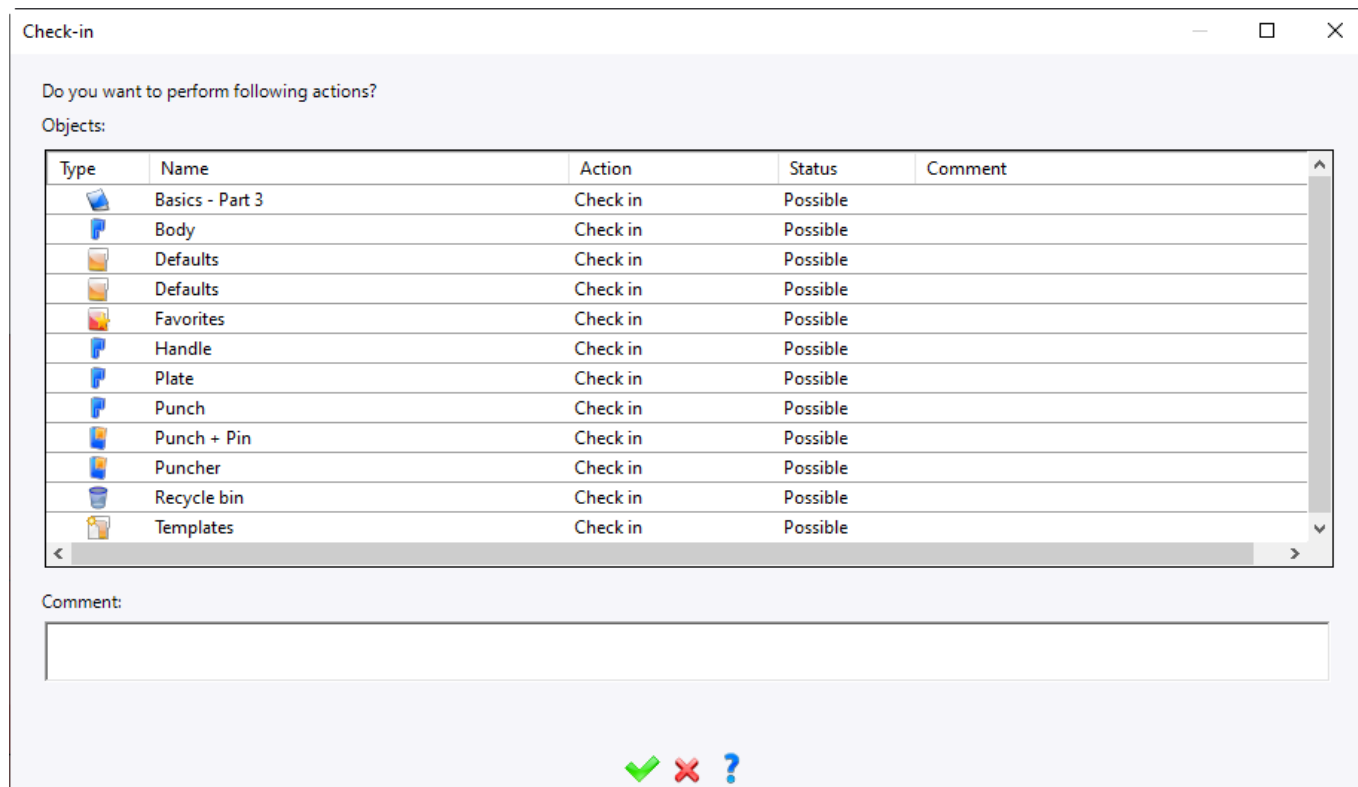 Check-in
Do you want to perform following actions?
Objects:
Type Name Action Status Comment
Basics - Part 3 Check in Possible
Body Check in Possible
Defaults Check in Possible
Defaults Check in Possible
Favorites Check in Possible
Handle Check in Possible
Plate Check in Possible
Punch Check in Possible
Punch + Pin Check in Possible
Puncher Check in Possible
Recycle bin Check in Possible
Templates Check in Possible
Comment: